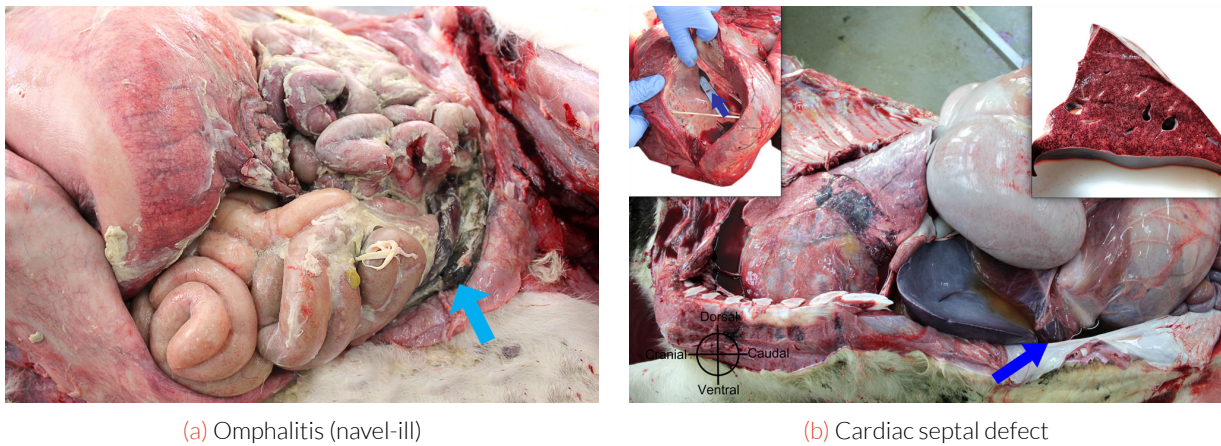 Dorsal
Cranial
Caudal
Ventral
(a) Omphalitis (navel-ill)
(b) Cardiac septal defect